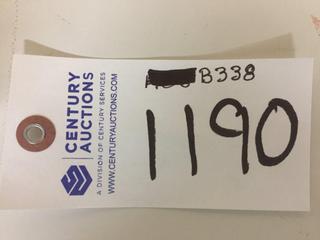 B338
1190
CENTURY
AUCTIONS
A DIVISION OF CENTURY SERVICES
WWW.CENTURYAUCTIONS.COM